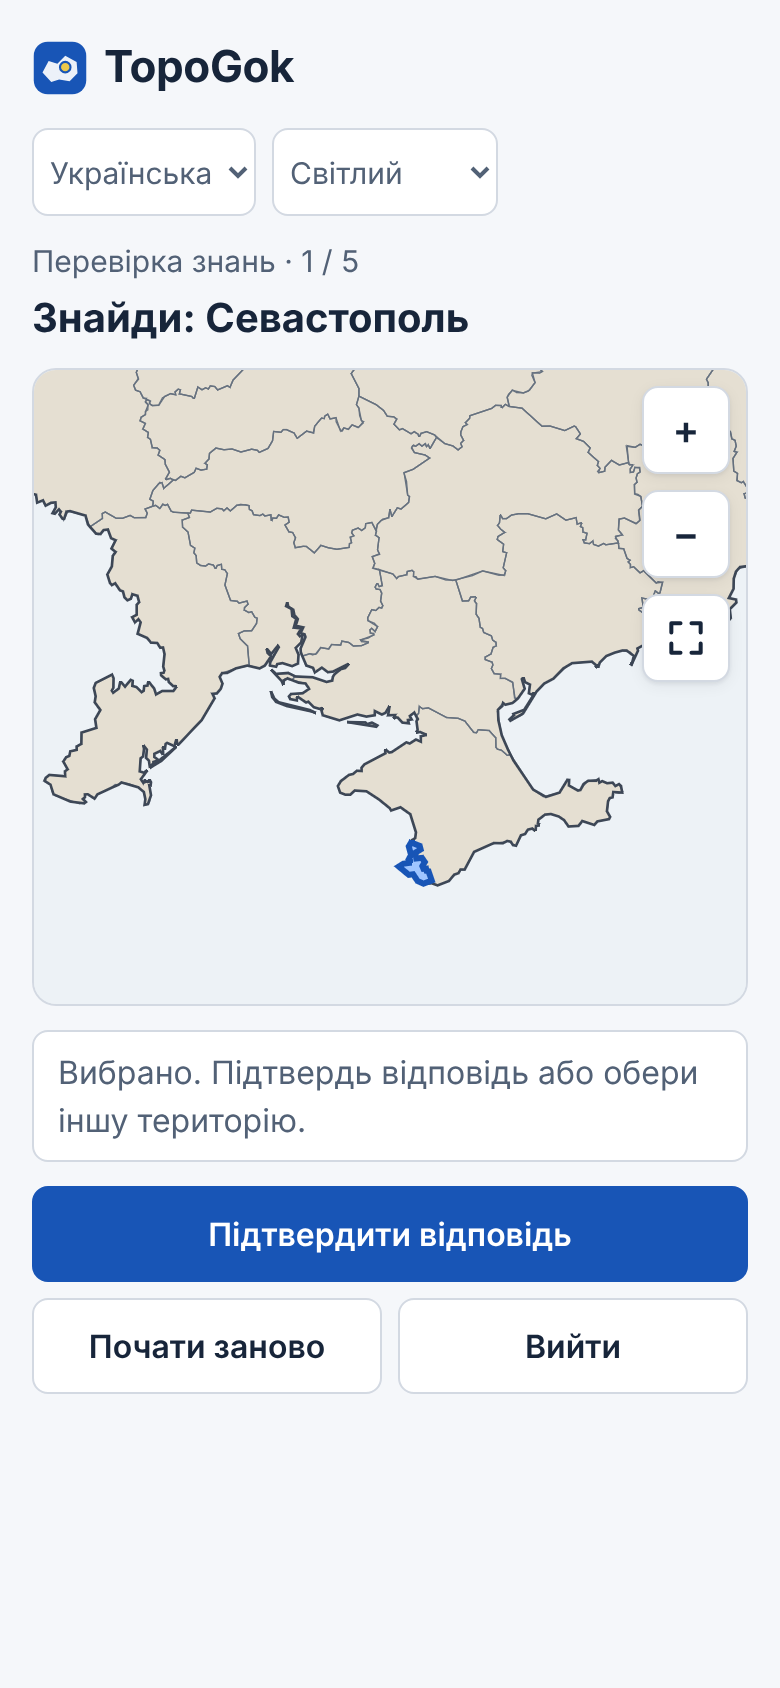 TopoGok
Українська
Світлий
Перевірка знань · 1 / 5
Знайди: Севастополь
+
−
Вибрано. Підтвердь відповідь або обери
іншу територію.
Підтвердити відповідь
Почати заново
Вийти